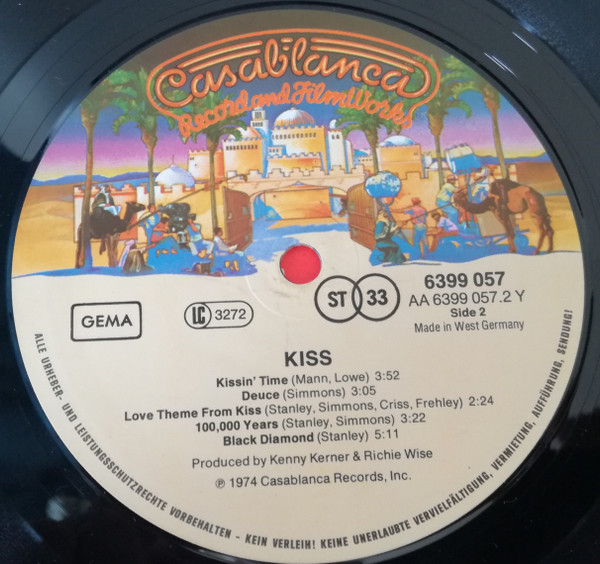 Casablanca
Record and FilmWorks
GEMA
LC 3272
ST 33
6399 057
AA 6399 057.2 Y
Side 2
Made in West Germany
KISS
Kissin' Time (Mann, Lowe) 3:52
Deuce (Simmons) 3:05
Love Theme From Kiss (Stanley, Simmons, Criss, Frehley) 2:24
100,000 Years (Stanley, Simmons) 3:22
Black Diamond (Stanley) 5:11
Produced by Kenny Kerner & Richie Wise
℗ 1974 Casablanca Records, Inc.
ALLE URHEBER- UND LEISTUNGSSCHUTZRECHTE VORBEHALTEN - KEIN VERLEIH! KEINE UNERLAUBTE VERVIELFÄLTIGUNG, VERMIETUNG, AUFFÜHRUNG, SENDUNG!